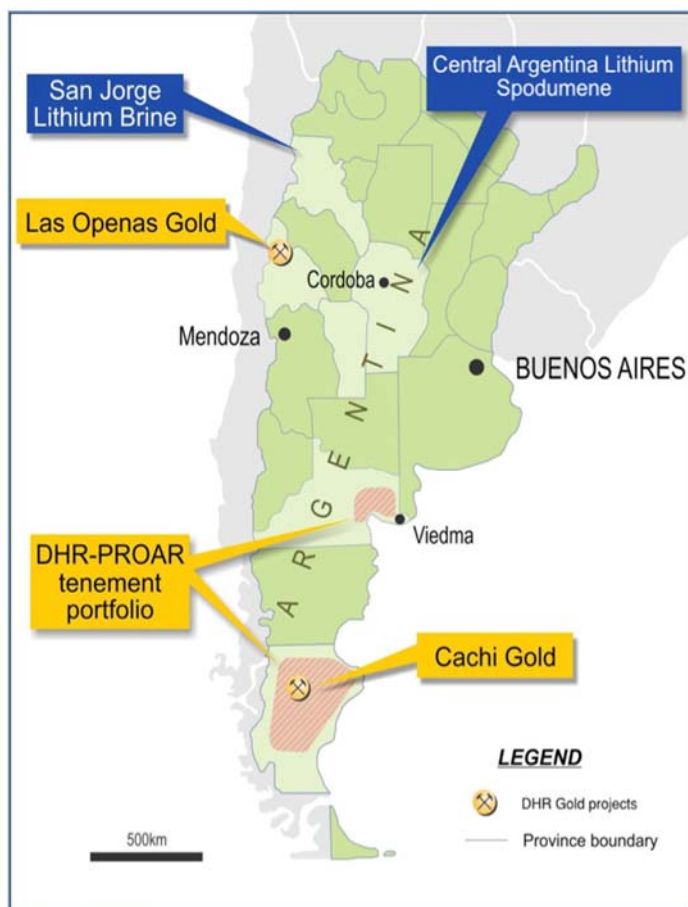 Central Argentina Lithium
Spodumene
San Jorge
Lithium Brine
Las Openas Gold
Cordoba
Mendoza
BUENOS AIRES
ARGENTINA
Viedma
DHR-PROAR
tenement
portfolio
Cachi Gold
LEGEND
DHR Gold projects
Province boundary
500km